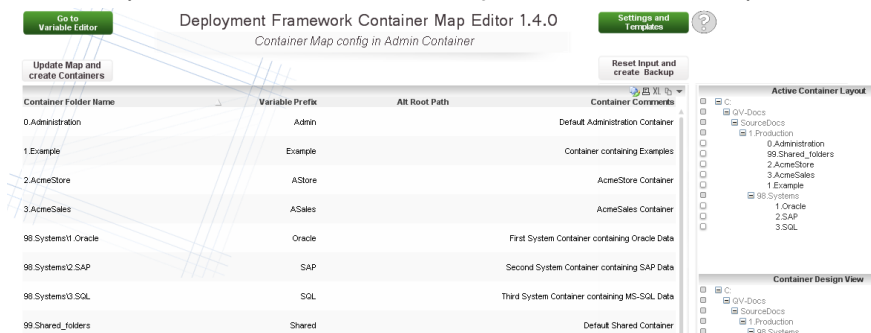 Go to
Variable Editor
Deployment Framework Container Map Editor 1.4.0
Settings and
Templates
?
Container Map config in Admin Container
Update Map and
create Containers
Reset Input and
create Backup
XL
Container Folder Name Variable Prefix Alt Root Path Container Comments
0.Administration Admin Default Administration Container
1.Example Example Container containing Examples
2.AcmeStore AStore AcmeStore Container
3.AcmeSales ASales AcmeSales Container
98.Systems\1.Oracle Oracle First System Container containing Oracle Data
98.Systems\2.SAP SAP Second System Container containing SAP Data
98.Systems\3.SQL SQL Third System Container containing MS-SQL Data
99.Shared_folders Shared Default Shared Container
Active Container Layout
C:
QV-Docs
SourceDocs
1.Production
0.Administration
99.Shared_folders
2.AcmeStore
3.AcmeSales
1.Example
98.Systems
1.Oracle
2.SAP
3.SQL
Container Design View
C:
QV-Docs
SourceDocs
1.Production
98.Systems